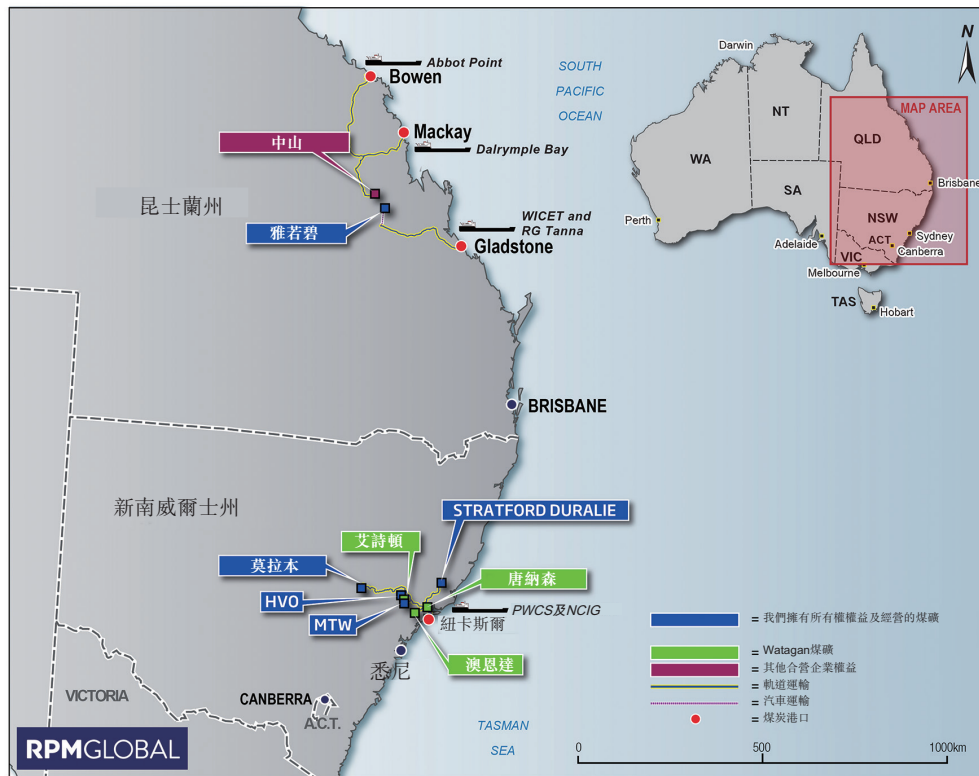 Abbot Point
Bowen
Mackay
Dalrymple Bay
中山
昆士蘭州
雅若碧
WICET and
RG Tanna
Gladstone
SOUTH
PACIFIC
OCEAN
N
Darwin
MAP AREA
NT
QLD
WA
SA
Brisbane
NSW
Perth
Adelaide
ACT
Sydney
Canberra
VIC
Melbourne
TAS
Hobart
BRISBANE
新南威爾士州
STRATFORD DURALIE
艾詩頓
莫拉本
唐納森
HVO
PWCS及NCIG
MTW
紐卡斯爾
悉尼
澳恩達
VICTORIA
CANBERRA
A.C.T.
TASMAN
SEA
= 我們擁有所有權權益及經營的煤礦
= Watagan煤礦
= 其他合營企業權益
= 軌道運輸
= 汽車運輸
= 煤炭港口
0 500 1000km
RPMGLOBAL